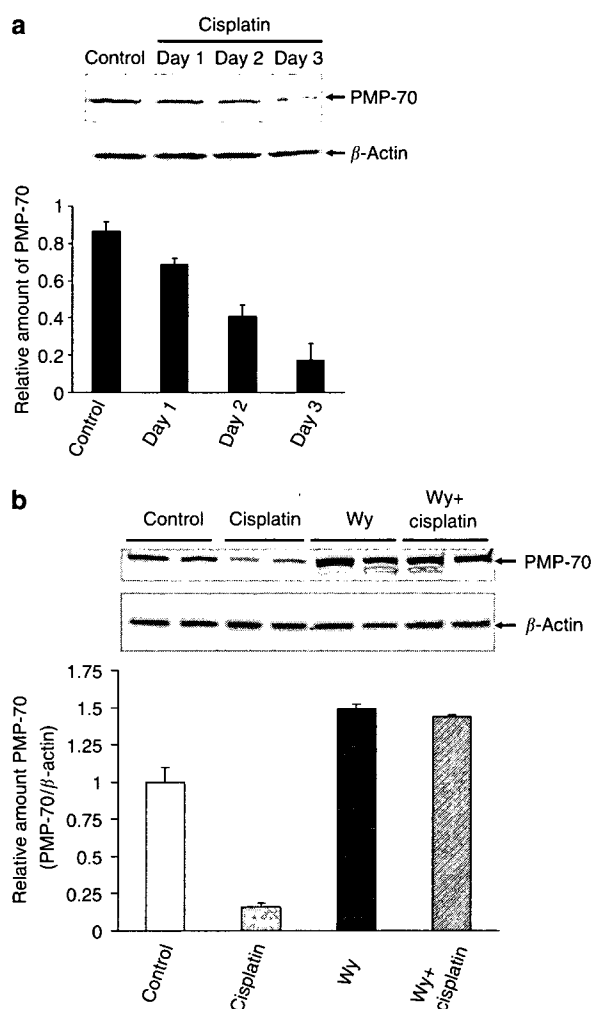 a
Cisplatin
Control Day 1 Day 2 Day 3
PMP-70
β-Actin
Relative amount of PMP-70
1
0.8
0.6
0.4
0.2
0
Control
Day 1
Day 2
Day 3
b
Control Cisplatin Wy Wy+
cisplatin
PMP-70
β-Actin
Relative amount PMP-70
(PMP-70/β-actin)
1.75
1.5
1.25
1
0.75
0.5
0.25
0
Control
Cisplatin
Wy
Wy+
cisplatin